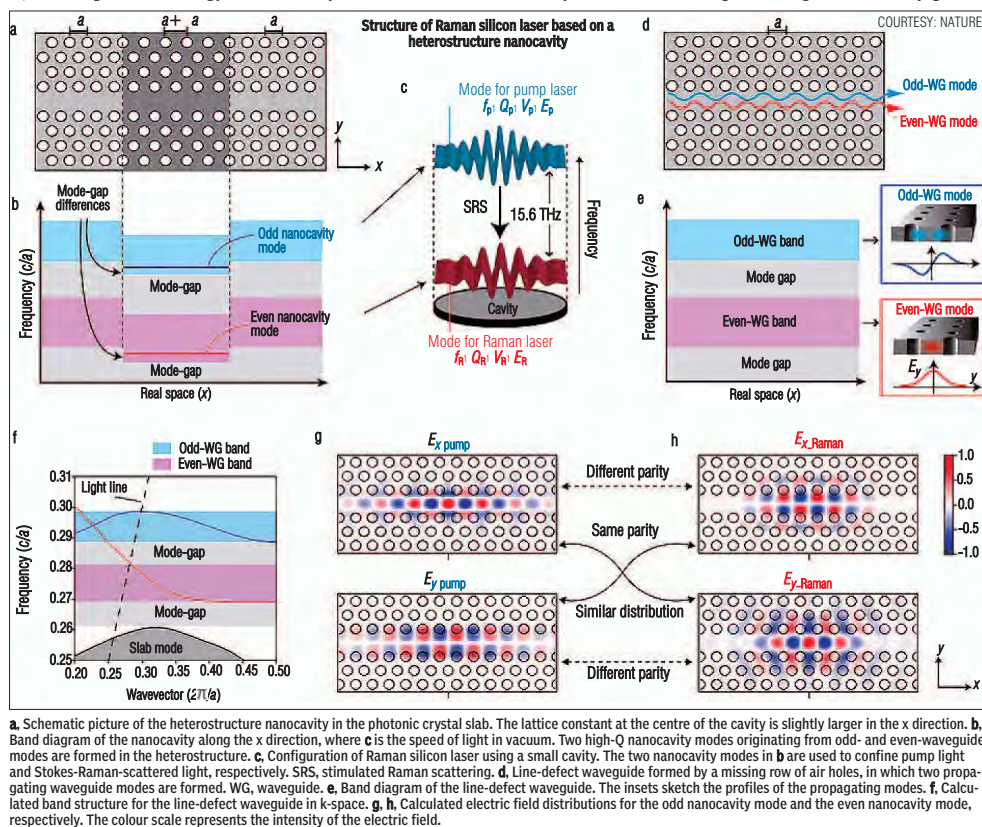 Structure of Raman silicon laser based on a
heterostructure nanocavity
COURTESY: NATURE
a
a
a+
a
a
y
x
b
Mode-gap
differences
Odd nanocavity
mode
Mode-gap
Even nanocavity
mode
Mode-gap
Frequency (c/a)
Real space (x)
c
Mode for pump laser
fp, Qp, Vp, Ep
SRS
15.6 THz
Frequency
Cavity
Mode for Raman laser
fR, QR, VR, ER
d
a
Odd-WG
mode
Even-WG
mode
e
Odd-WG band
Mode gap
Even-WG band
Mode gap
Frequency (c/a)
Real space (x)
Odd-WG mode
Even-WG mode
Ey
y
f
Odd-WG band
Even-WG band
Light line
Mode-gap
Mode-gap
Slab mode
0.31
0.30
0.29
0.28
0.27
0.26
0.25
Frequency (c/a)
0.20 0.25 0.30 0.35 0.40 0.45 0.50
Wavevector (2π/a)
g
Ex pump
Ey pump
Different parity
Same parity
Similar distribution
Different parity
h
Ex_Raman
Ey-Raman
1.0
0.5
0.0
-0.5
-1.0
y
x
a, Schematic picture of the heterostructure nanocavity in the photonic crystal slab. The lattice constant at the centre of the cavity is slightly larger in the x direction. b,
Band diagram of the nanocavity along the x direction, where c is the speed of light in vacuum. Two high-Q nanocavity modes originating from odd- and even-waveguide
modes are formed in the heterostructure. c, Configuration of Raman silicon laser using a small cavity. The two nanocavity modes in b are used to confine pump light
and Stokes-Raman-scattered light, respectively. SRS, stimulated Raman scattering. d, Line-defect waveguide formed by a missing row of air holes, in which two propa-
gating waveguide modes are formed. WG, waveguide. e, Band diagram of the line-defect waveguide. The insets sketch the profiles of the propagating modes. f, Calcu-
lated band structure for the line-defect waveguide in k-space. g, h, Calculated electric field distributions for the odd nanocavity mode and the even nanocavity mode,
respectively. The colour scale represents the intensity of the electric field.